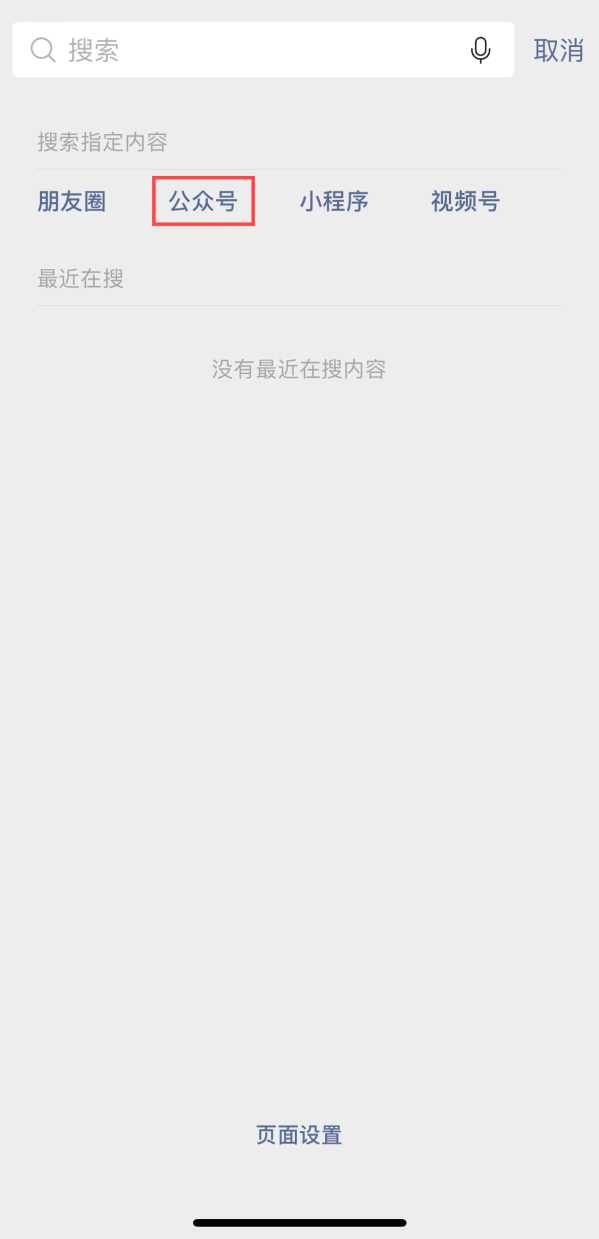 搜索 取消
搜索指定内容
朋友圈 公众号 小程序 视频号
最近在搜
没有最近在搜内容
页面设置